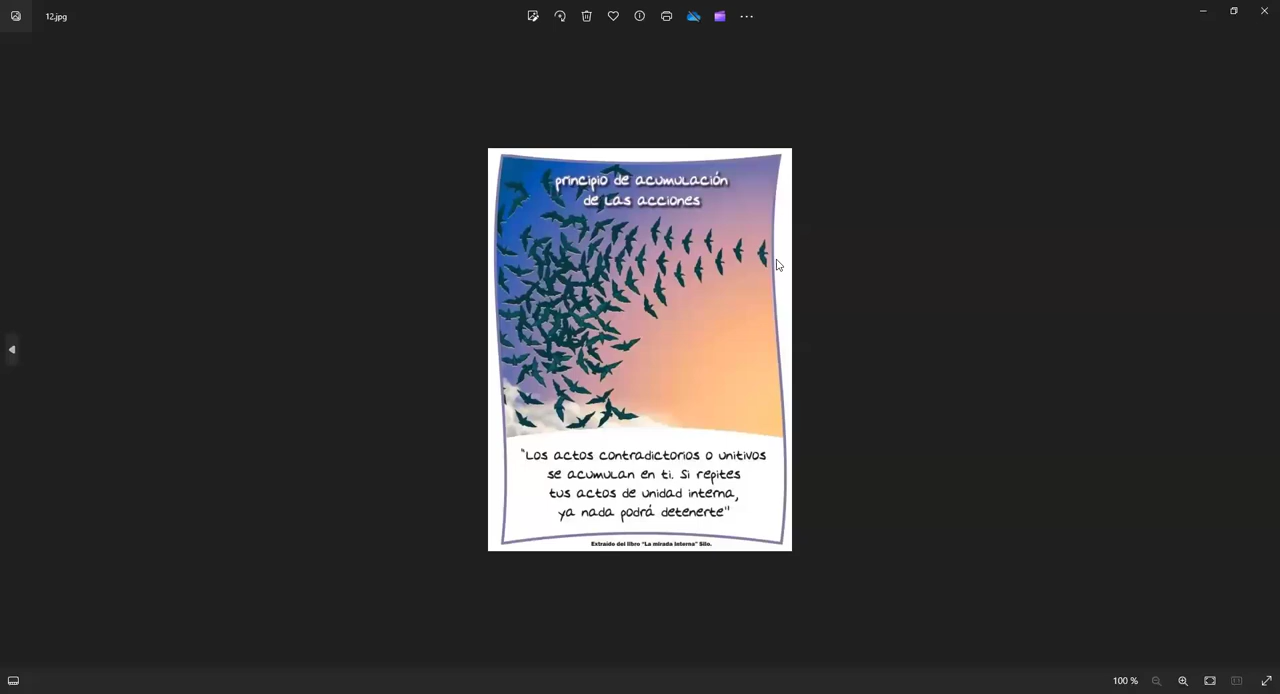 12.jpg
principio de acumulación
de las acciones
"Los actos contradictorios o unitivos
se acumulan en ti. Si repites
tus actos de unidad interna,
ya nada podrá detenerte"
Extraído del libro "La mirada interna" Silo.
100 %